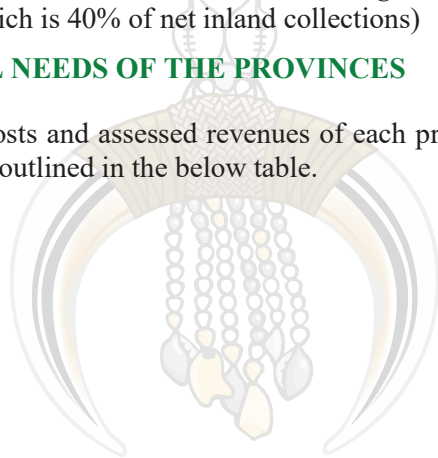 ich is 40% of net inland collections)
L NEEDS OF THE PROVINCES
osts and assessed revenues of each pr
outlined in the below table.